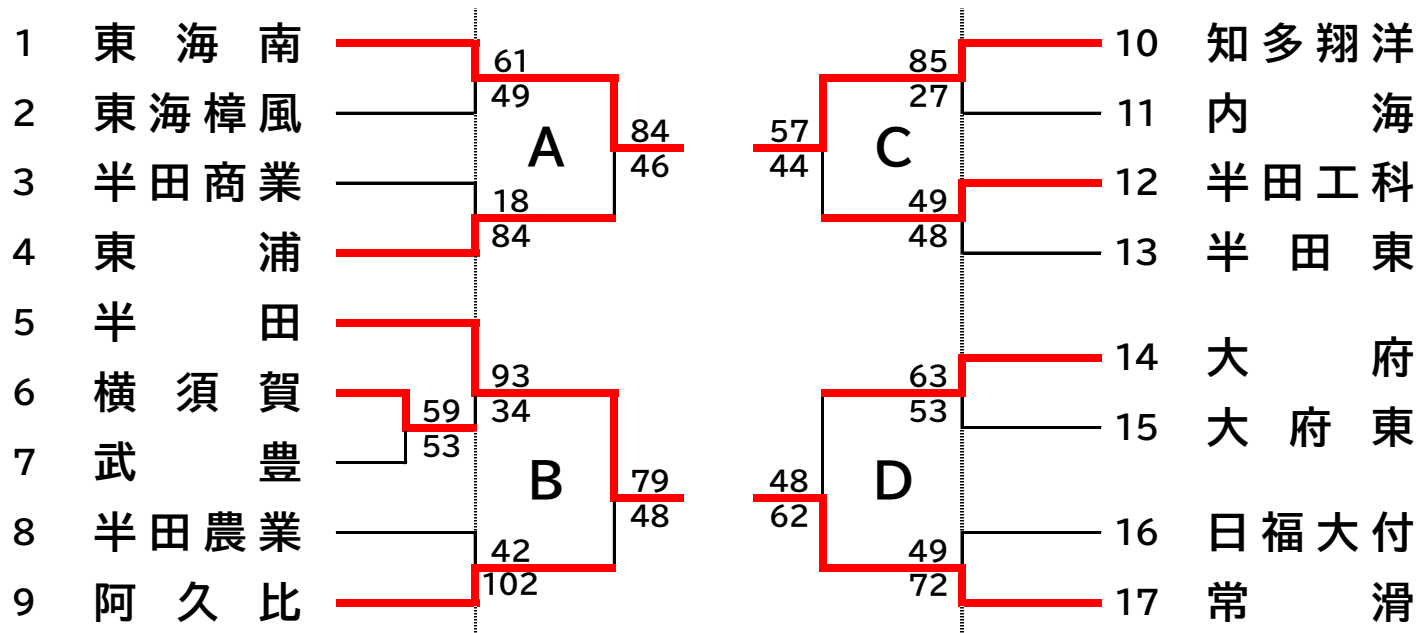 1 東海南
2 東海樟風
3 半田商業
4 東浦
5 半田
6 横須賀
7 武豊
8 半田農業
9 阿久比
61
49
A
18
84
84
46
59
53
93
34
B
42
102
79
48
57
44
85
27
C
49
48
63
53
D
48
62
49
72
10 知多翔洋
11 内海
12 半田工科
13 半田東
14 大府
15 大府東
16 日福大付
17 常滑